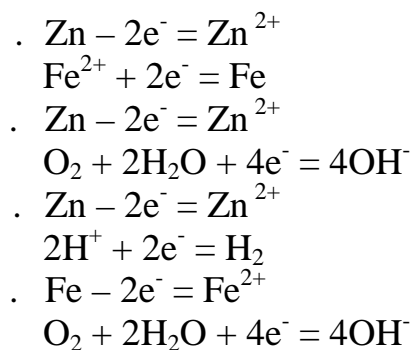 . Zn – 2e⁻ = Zn²⁺
Fe²⁺ + 2e⁻ = Fe
. Zn – 2e⁻ = Zn²⁺
O₂ + 2H₂O + 4e⁻ = 4OH⁻
. Zn – 2e⁻ = Zn²⁺
2H⁺ + 2e⁻ = H₂
. Fe – 2e⁻ = Fe²⁺
O₂ + 2H₂O + 4e⁻ = 4OH⁻